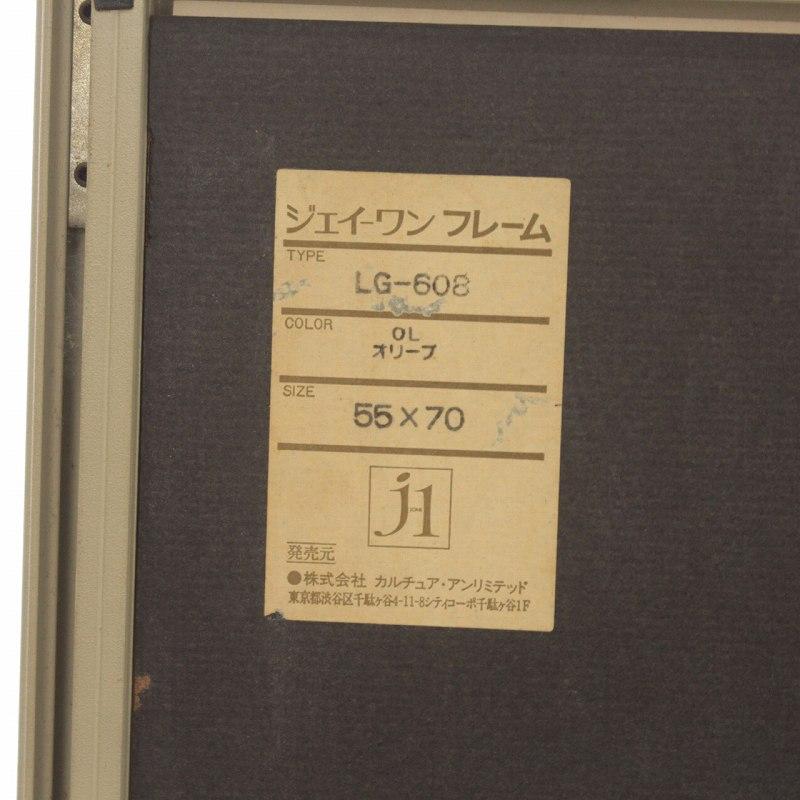 ジェイーワン フレーム
TYPE
LG-608
COLOR
OL
オリーブ
SIZE
55×70
j1
発売元
●株式会社 カルチュア・アンリミテッド
東京都渋谷区千駄ヶ谷4-11-8シティコーポ千駄ヶ谷1F